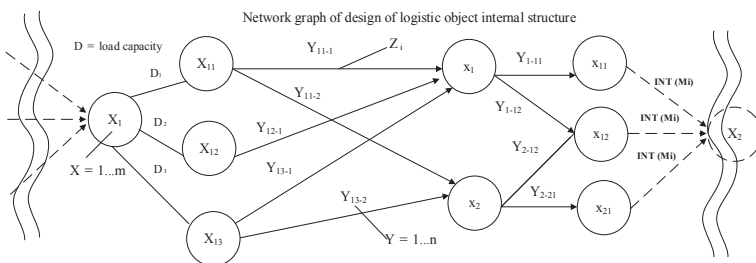 Network graph of design of logistic object internal structure
D = load capacity
X11
Y11-1
Zi
x1
Y1-11
x11
INT (Mi)
D1
Y11-2
Y1-12
X1
D2
X12
Y12-1
INT (Mi)
X2
Y2-12
x12
D3
Y13-1
INT (Mi)
X = 1...m
Y13-2
x2
Y2-21
x21
X13
Y = 1...n